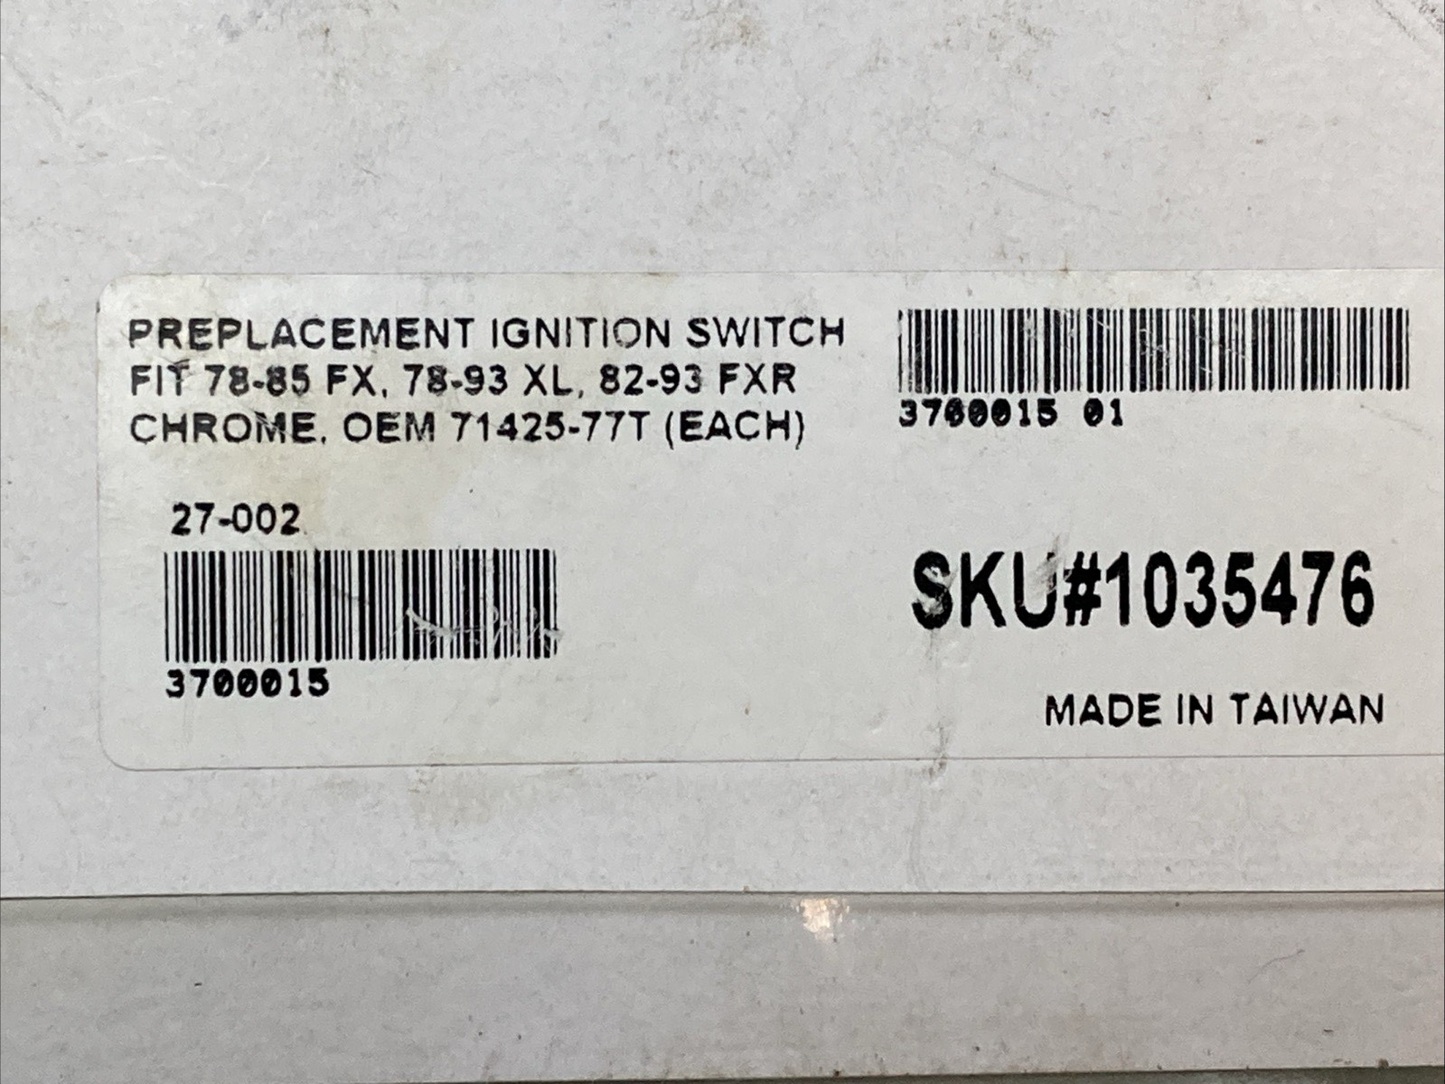 PREPLACEMENT IGNITION SWITCH
FIT 78-85 FX, 78-93 XL, 82-93 FXR
CHROME, OEM 71425-77T (EACH)
3700015 01
27-002
3700015
SKU#1035476
MADE IN TAIWAN